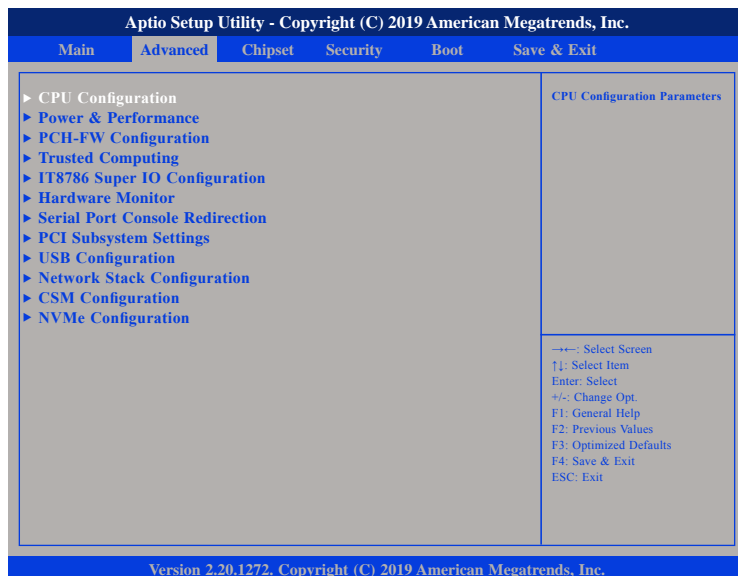 Aptio Setup Utility - Copyright (C) 2019 American Megatrends, Inc.
Main Advanced Chipset Security Boot Save & Exit
► CPU Configuration
► Power & Performance
► PCH-FW Configuration
► Trusted Computing
► IT8786 Super IO Configuration
► Hardware Monitor
► Serial Port Console Redirection
► PCI Subsystem Settings
► USB Configuration
► Network Stack Configuration
► CSM Configuration
► NVMe Configuration
CPU Configuration Parameters
→←: Select Screen
↑↓: Select Item
Enter: Select
+/-: Change Opt.
F1: General Help
F2: Previous Values
F3: Optimized Defaults
F4: Save & Exit
ESC: Exit
Version 2.20.1272. Copyright (C) 2019 American Megatrends, Inc.